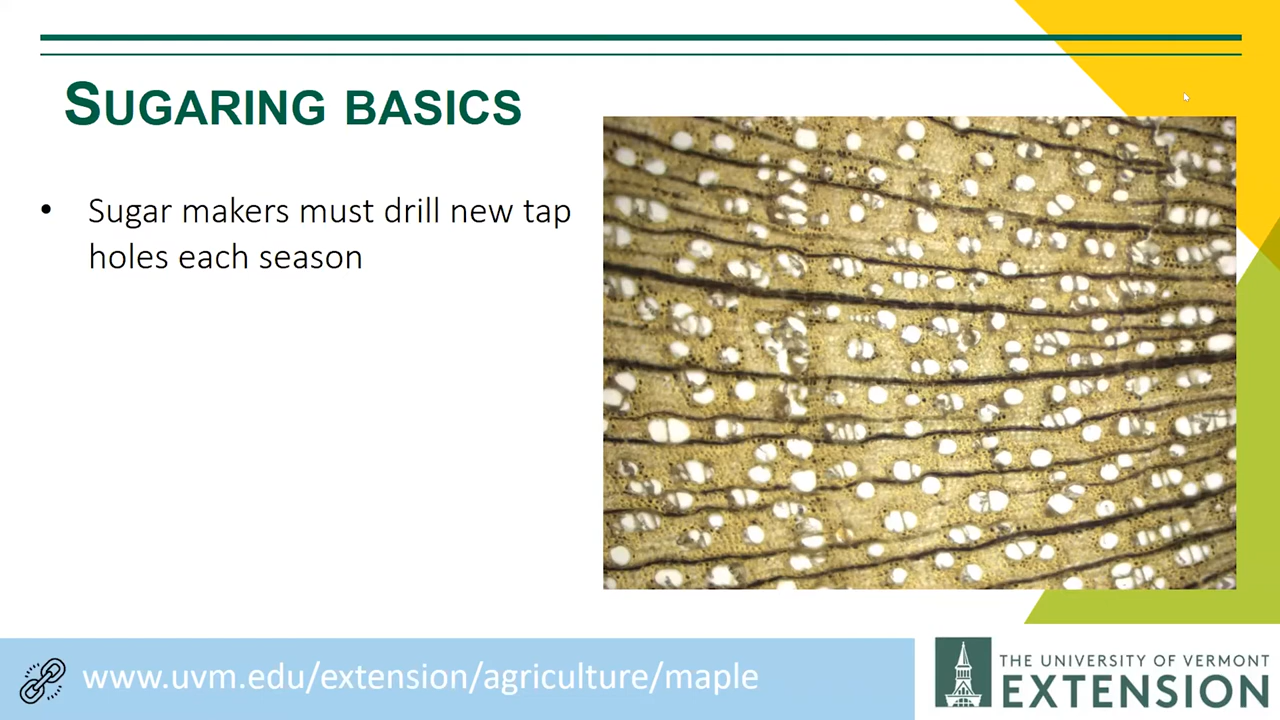 SUGARING BASICS
• Sugar makers must drill new tap
holes each season
www.uvm.edu/extension/agriculture/maple
THE UNIVERSITY OF VERMONT
EXTENSION